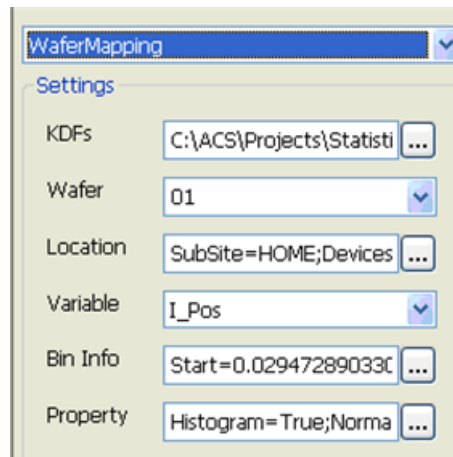 WaferMapping
Settings
KDFs C:\ACS\Projects\Statisti ...
Wafer 01
Location SubSite=HOME;Devices ...
Variable I_Pos
Bin Info Start=0.029472890330 ...
Property Histogram=True;Norma ...